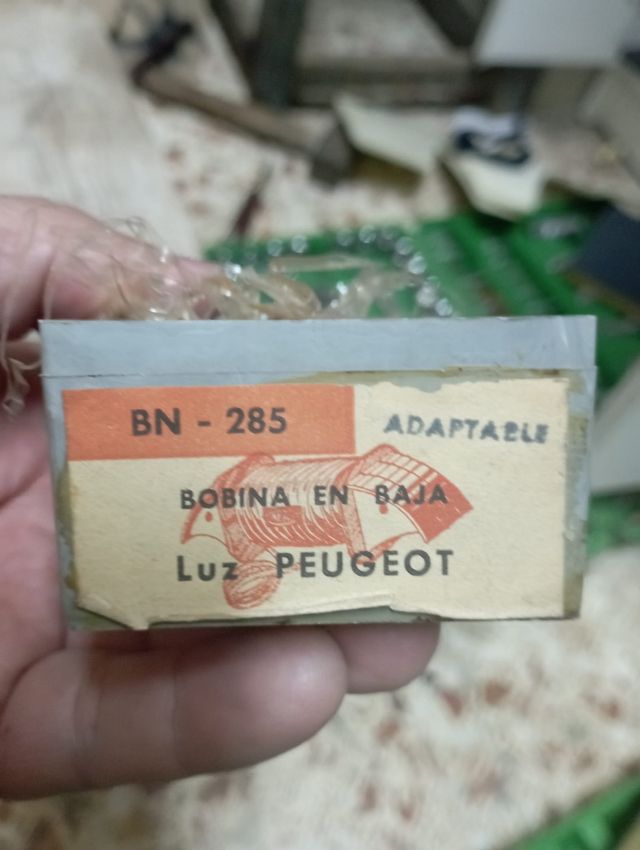 BN - 285
ADAPTABLE
BOBINA EN BAJA
Luz PEUGEOT